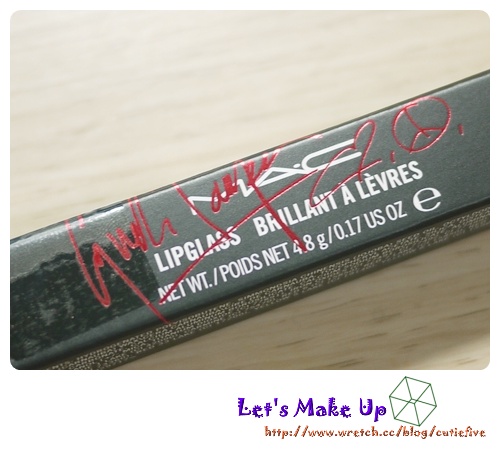 M·A·C
LIPGLASS BRILLANT À LÈVRES
NET WT./POIDS NET 4.8 g/0.17 US OZ e
Let's Make Up
http://www.wretch.cc/blog/cutiefive